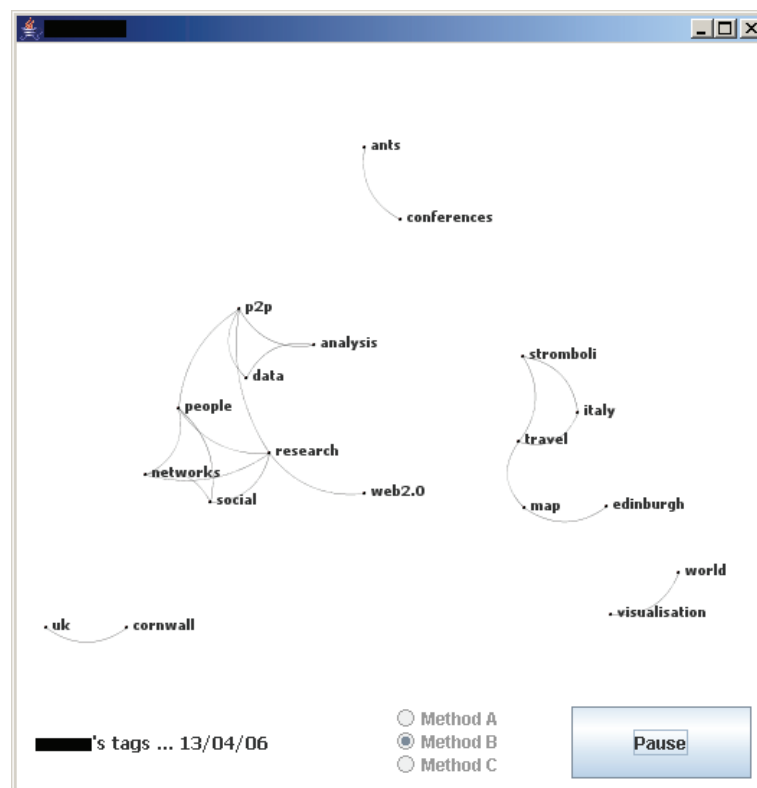 ants
conferences
p2p
analysis
stromboli
data
people
italy
travel
research
networks
web2.0
social
map
edinburgh
world
visualisation
uk
cornwall
Method A
's tags ... 13/04/06
Method B
Pause
Method C